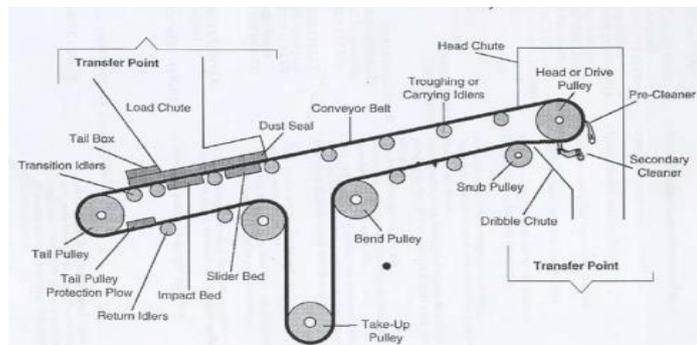 Transfer Point
Head Chute
Troughing or
Carrying Idlers
Head or Drive
Pulley
Pre-Cleaner
Load Chute
Conveyor Belt
Dust Seal
Tail Box
Transition Idlers
Secondary
Cleaner
Snub Pulley
Dribble Chute
Bend Pulley
Tail Pulley
Slider Bed
Transfer Point
Tail Pulley
Protection Plow
Impact Bed
Return Idlers
Take-Up
Pulley